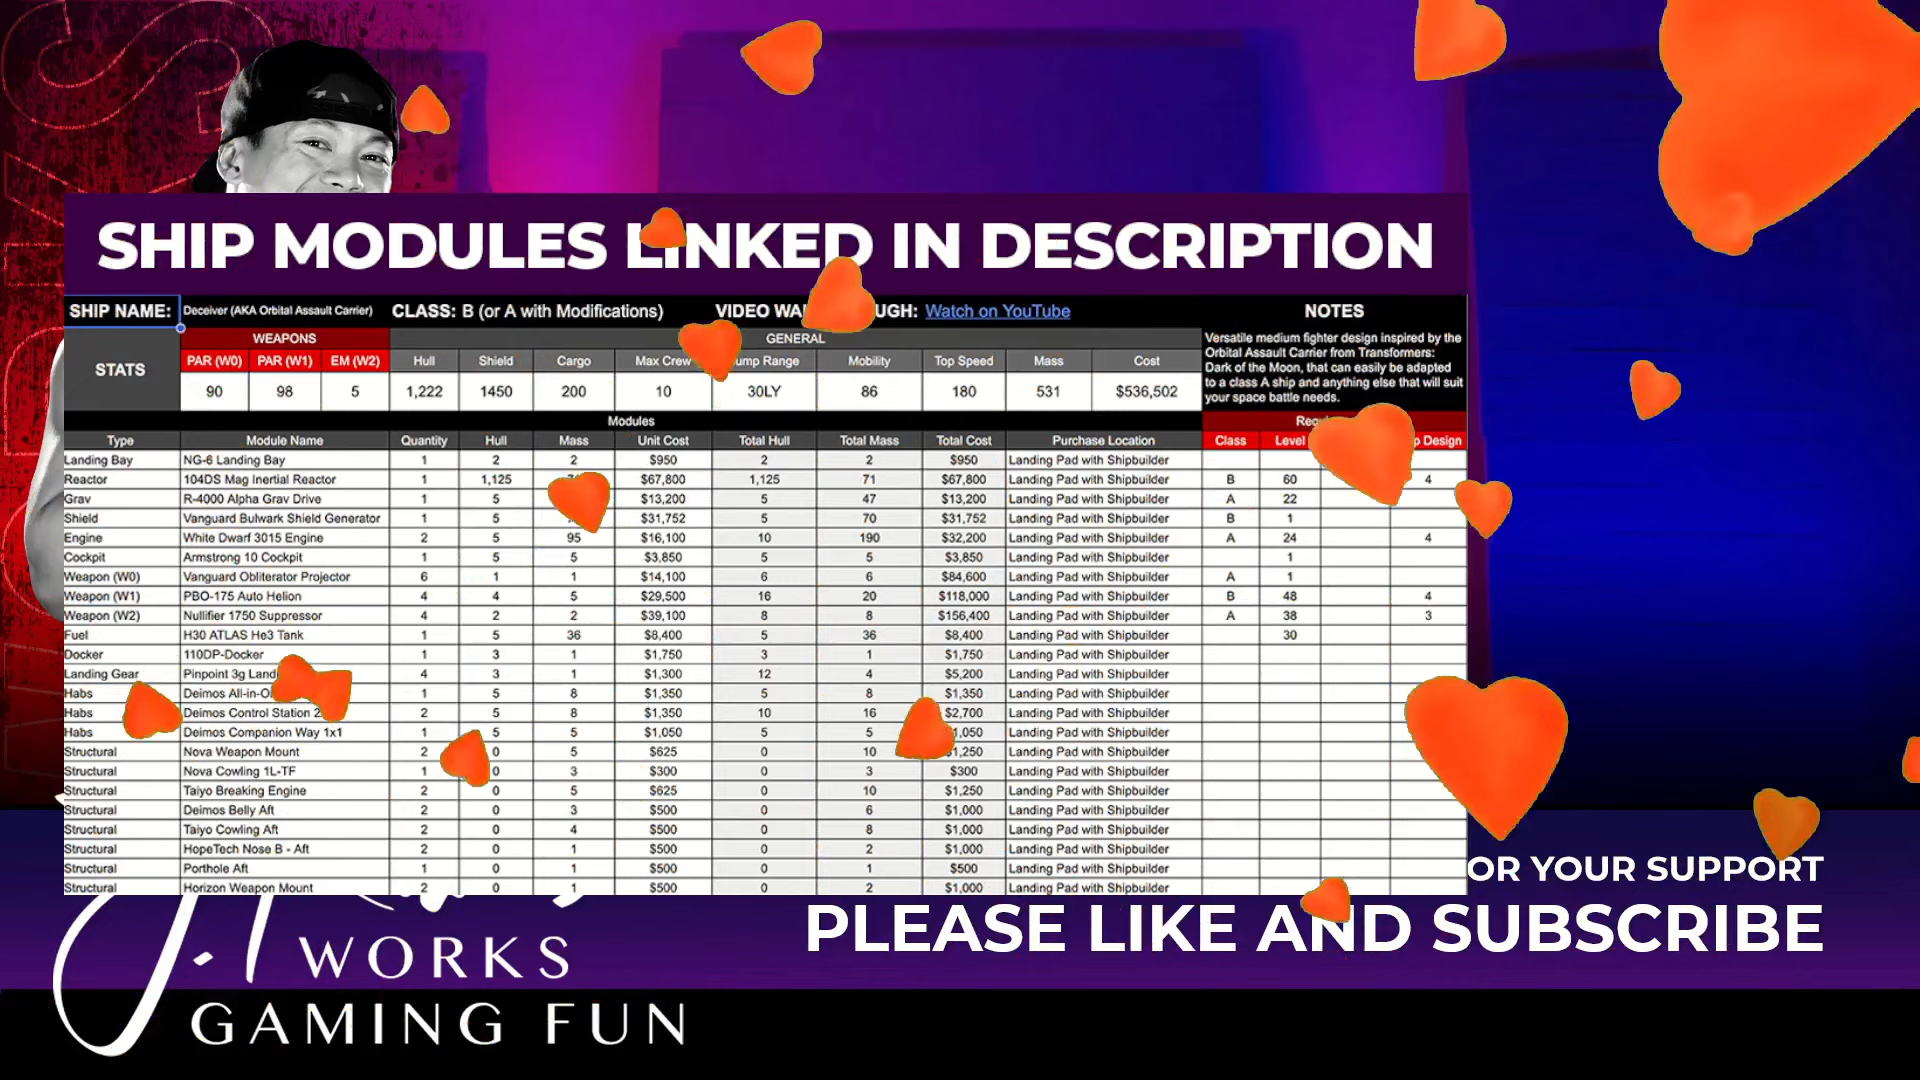 SHIP MODULES LINKED IN DESCRIPTION
SHIP NAME: Deceiver (AKA Orbital Assault Carrier) CLASS: B (or A with Modifications) VIDEO Watch on YouTube NOTES
WEAPONS GENERAL
Versatile medium fighter design inspired by the
Orbital Assault Carrier from Transformers:
Dark of the Moon, that can easily be adapted
to a class A ship and anything else that will suit
your space battle needs.
STATS PAR (W0) PAR (W1) EM (W2) Hull Shield Cargo Max Crew Range Mobility Top Speed Mass Cost
90 98 5 1,222 1450 200 10 30LY 86 180 531 $536,502
Modules
Type Module Name Quantity Hull Mass Unit Cost Total Hull Total Mass Total Cost Purchase Location Class Level Design
Landing Bay NG-6 Landing Bay 1 2 2 $950 2 2 $950 Landing Pad with Shipbuilder
Reactor 104DS Mag Inertial Reactor 1 1,125 $67,800 1,125 71 $67,800 Landing Pad with Shipbuilder B 60 4
Grav R-4000 Alpha Grav Drive 1 5 $13,200 5 47 $13,200 Landing Pad with Shipbuilder A 22
Shield Vanguard Bulwark Shield Generator 1 5 $31,752 5 70 $31,752 Landing Pad with Shipbuilder B 1
Engine White Dwarf 3015 Engine 2 5 95 $16,100 10 190 $32,200 Landing Pad with Shipbuilder A 24 4
Cockpit Armstrong 10 Cockpit 1 5 5 $3,850 5 5 $3,850 Landing Pad with Shipbuilder 1
Weapon (W0) Vanguard Obliterator Projector 6 1 1 $14,100 6 6 $84,600 Landing Pad with Shipbuilder A 1
Weapon (W1) PBO-175 Auto Helion 4 4 5 $29,500 16 20 $118,000 Landing Pad with Shipbuilder B 48 4
Weapon (W2) Nullifier 1750 Suppressor 4 2 2 $39,100 8 8 $156,400 Landing Pad with Shipbuilder A 38 3
Fuel H30 ATLAS He3 Tank 1 5 36 $8,400 5 36 $8,400 Landing Pad with Shipbuilder 30
Docker 110DP-Docker 1 3 1 $1,750 3 1 $1,750 Landing Pad with Shipbuilder
Landing Gear Pinpoint 3g 4 3 1 $1,300 12 4 $5,200 Landing Pad with Shipbuilder
Habs Deimos 1 5 8 $1,350 5 8 $1,350 Landing Pad with Shipbuilder
Habs Deimos Control Station 2 5 8 $1,350 10 16 $2,700 Landing Pad with Shipbuilder
Habs Deimos Companion Way 1x1 1 5 5 $1,050 5 5 Landing Pad with Shipbuilder
Structural Nova Weapon Mount 2 0 5 $625 0 10 Landing Pad with Shipbuilder
Structural Nova Cowling 1L-TF 1 0 3 $300 0 3 $300 Landing Pad with Shipbuilder
Structural Taiyo Breaking Engine 2 0 5 $625 0 10 $1,250 Landing Pad with Shipbuilder
Structural Deimos Belly Aft 2 0 3 $500 0 6 $1,000 Landing Pad with Shipbuilder
Structural Taiyo Cowling Aft 2 0 4 $500 0 8 $1,000 Landing Pad with Shipbuilder
Structural HopeTech Nose B - Aft 2 0 1 $500 0 2 $1,000 Landing Pad with Shipbuilder
Structural Porthole Aft 1 0 1 $500 0 1 $500 Landing Pad with Shipbuilder
Structural Horizon Weapon Mount 2 0 1 $500 0 2 $1,000 Landing Pad with Shipbuilder
YOUR SUPPORT
PLEASE LIKE AND SUBSCRIBE
WORKS
GAMING FUN